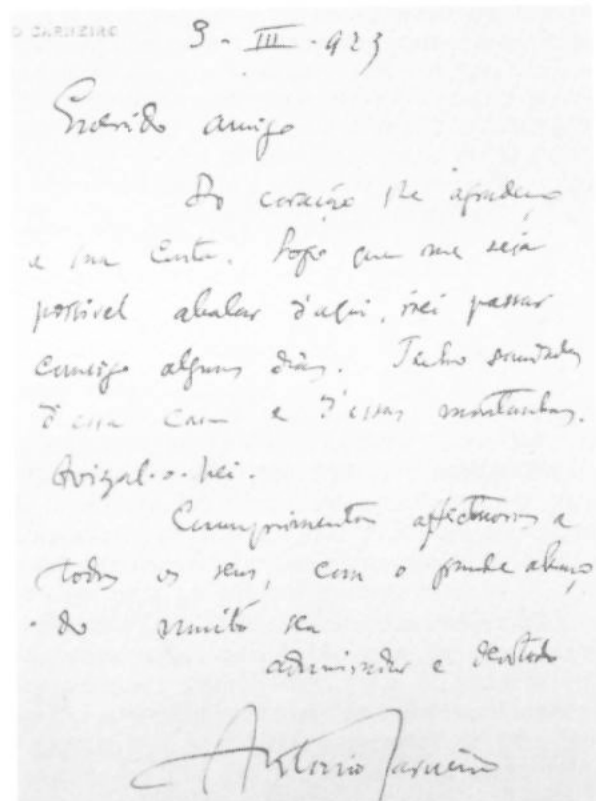 O CARNEIRO
3 - III - 923
Querido amigo
Do coração lhe agradeço
a sua Carta. Logo que me seja
possivel abalar d'aqui, irei passar
comsigo alguns dias. Tenho saudades
d'essa Casa e d'essas montanhas.
Avizal-o-hei.
Cumprimentos affectuosos a
todos os seus, com o grande abraço
do muito seu
admirador e devotado
Antonio Carneiro